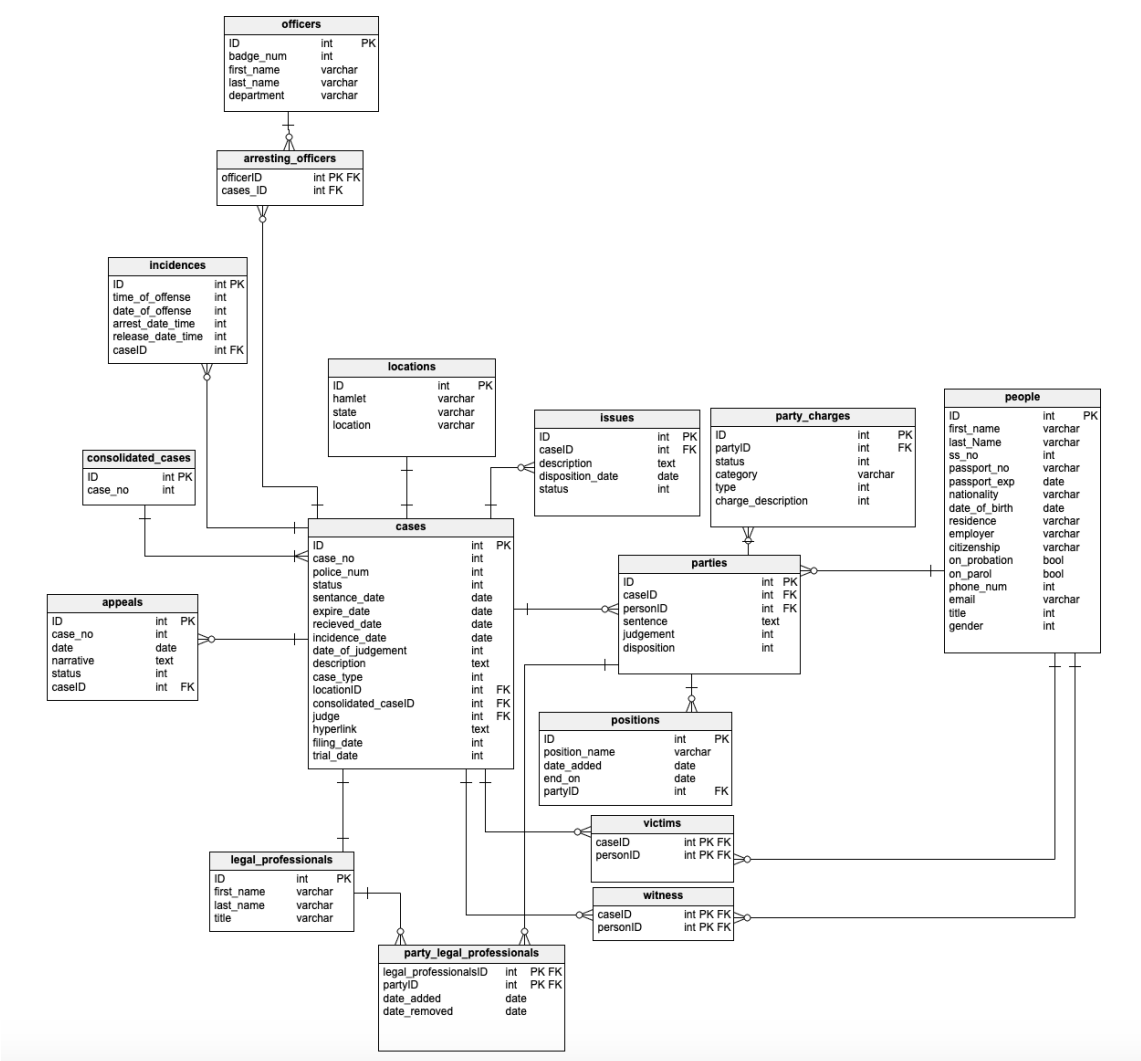 officers
ID int PK
badge_num int
first_name varchar
last_name varchar
department varchar
arresting_officers
officerID int PK FK
cases_ID int FK
incidences
ID int PK
time_of_offense int
date_of_offense int
arrest_date_time int
release_date_time int
caseID int FK
locations
ID int PK
hamlet varchar
state varchar
location varchar
issues
ID int PK
caseID int FK
description text
disposition_date date
status int
party_charges
ID int PK
partyID int FK
status int
category varchar
type int
charge_description int
people
ID int PK
first_name varchar
last_Name varchar
ss_no int
passport_no varchar
passport_exp date
nationality varchar
date_of_birth date
residence varchar
employer varchar
citizenship varchar
on_probation bool
on_parol bool
phone_num int
email varchar
title int
gender int
consolidated_cases
ID int PK
case_no int
cases
ID int PK
case_no int
police_num int
status int
sentance_date date
expire_date date
recieved_date date
incidence_date date
date_of_judgement int
description text
case_type int
locationID int FK
consolidated_caseID int FK
judge int FK
hyperlink text
filing_date int
trial_date int
parties
ID int PK
caseID int FK
personID int FK
sentence text
judgement int
disposition int
appeals
ID int PK
case_no int
date date
narrative text
status int
caseID int FK
positions
ID int PK
position_name varchar
date_added date
end_on date
partyID int FK
victims
caseID int PK FK
personID int PK FK
legal_professionals
ID int PK
first_name varchar
last_name varchar
title varchar
witness
caseID int PK FK
personID int PK FK
party_legal_professionals
legal_professionalsID int PK FK
partyID int PK FK
date_added date
date_removed date